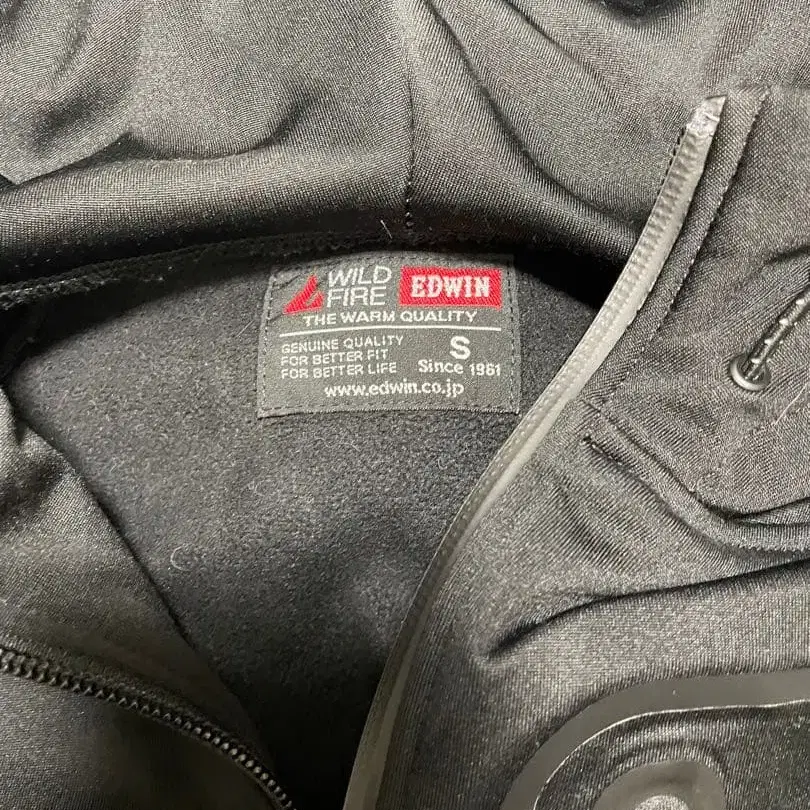 WILD FIRE EDWIN
THE WARM QUALITY
GENUINE QUALITY
FOR BETTER FIT
FOR BETTER LIFE
S
Since 1961
www.edwin.co.jp